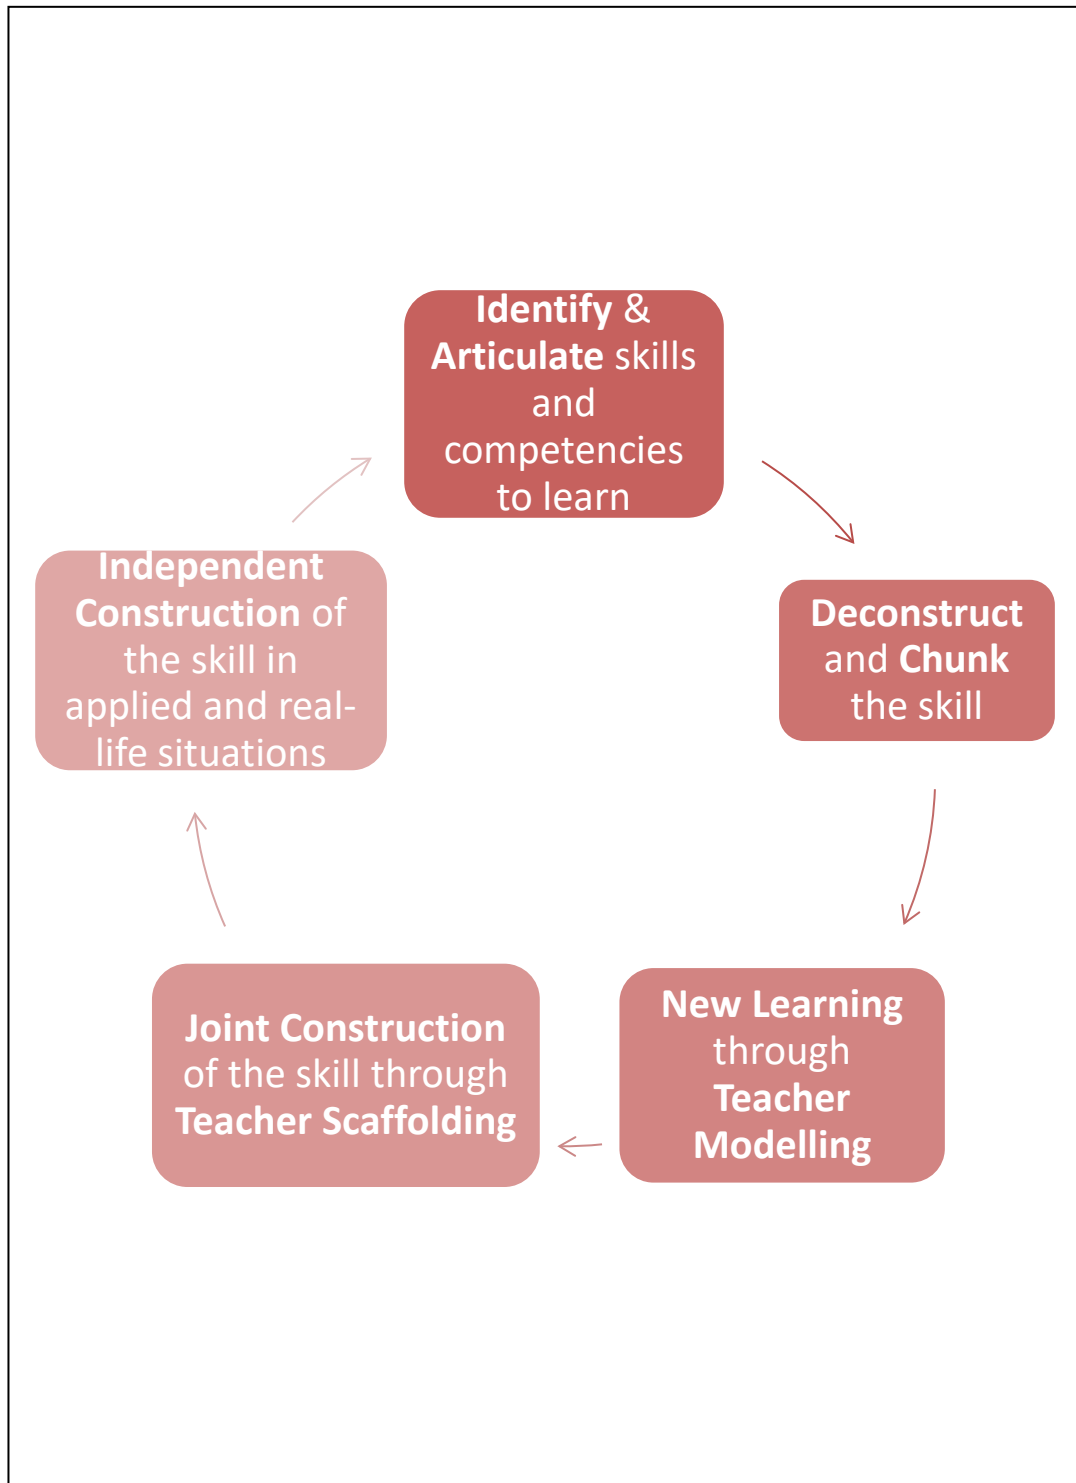 Identify &
Articulate skills
and
competencies
to learn
Deconstruct
and Chunk
the skill
New Learning
through
Teacher
Modelling
Joint Construction
of the skill through
Teacher Scaffolding
Independent
Construction of
the skill in
applied and real-
life situations